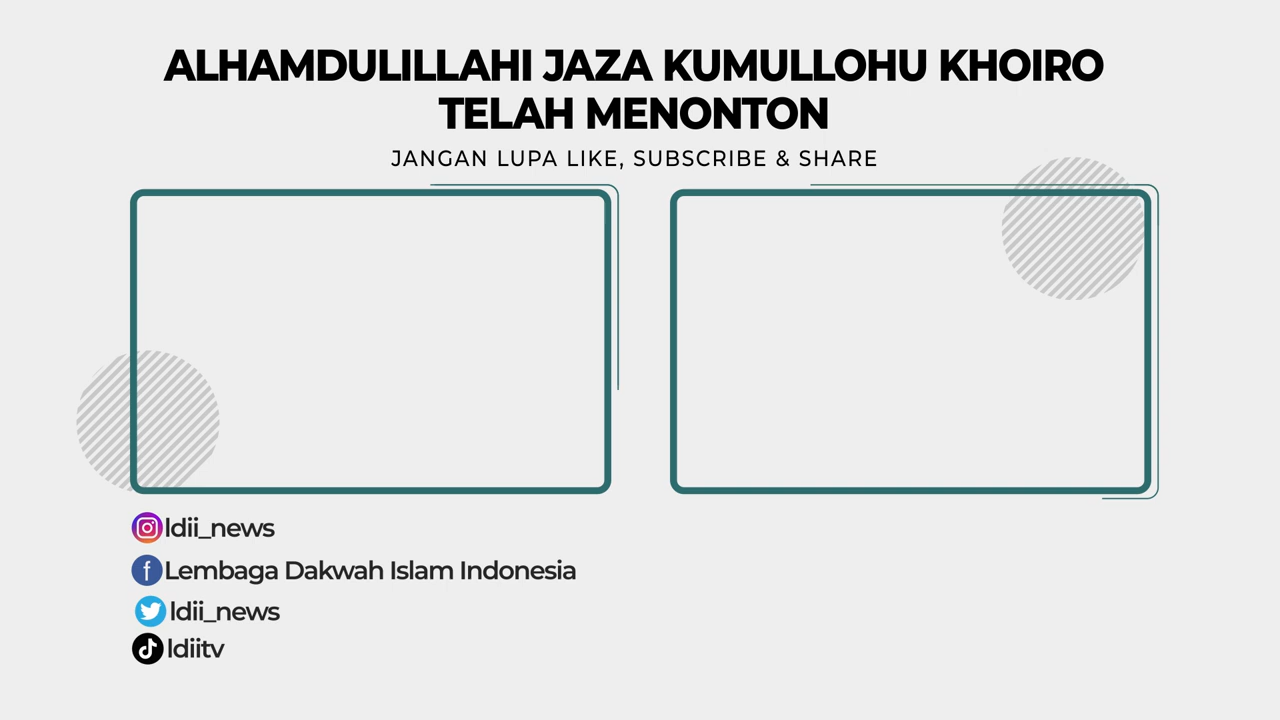 ALHAMDULILLAHI JAZA KUMULLOHU KHOIRO
TELAH MENONTON
JANGAN LUPA LIKE, SUBSCRIBE & SHARE
ldii_news
Lembaga Dakwah Islam Indonesia
ldii_news
ldiitv